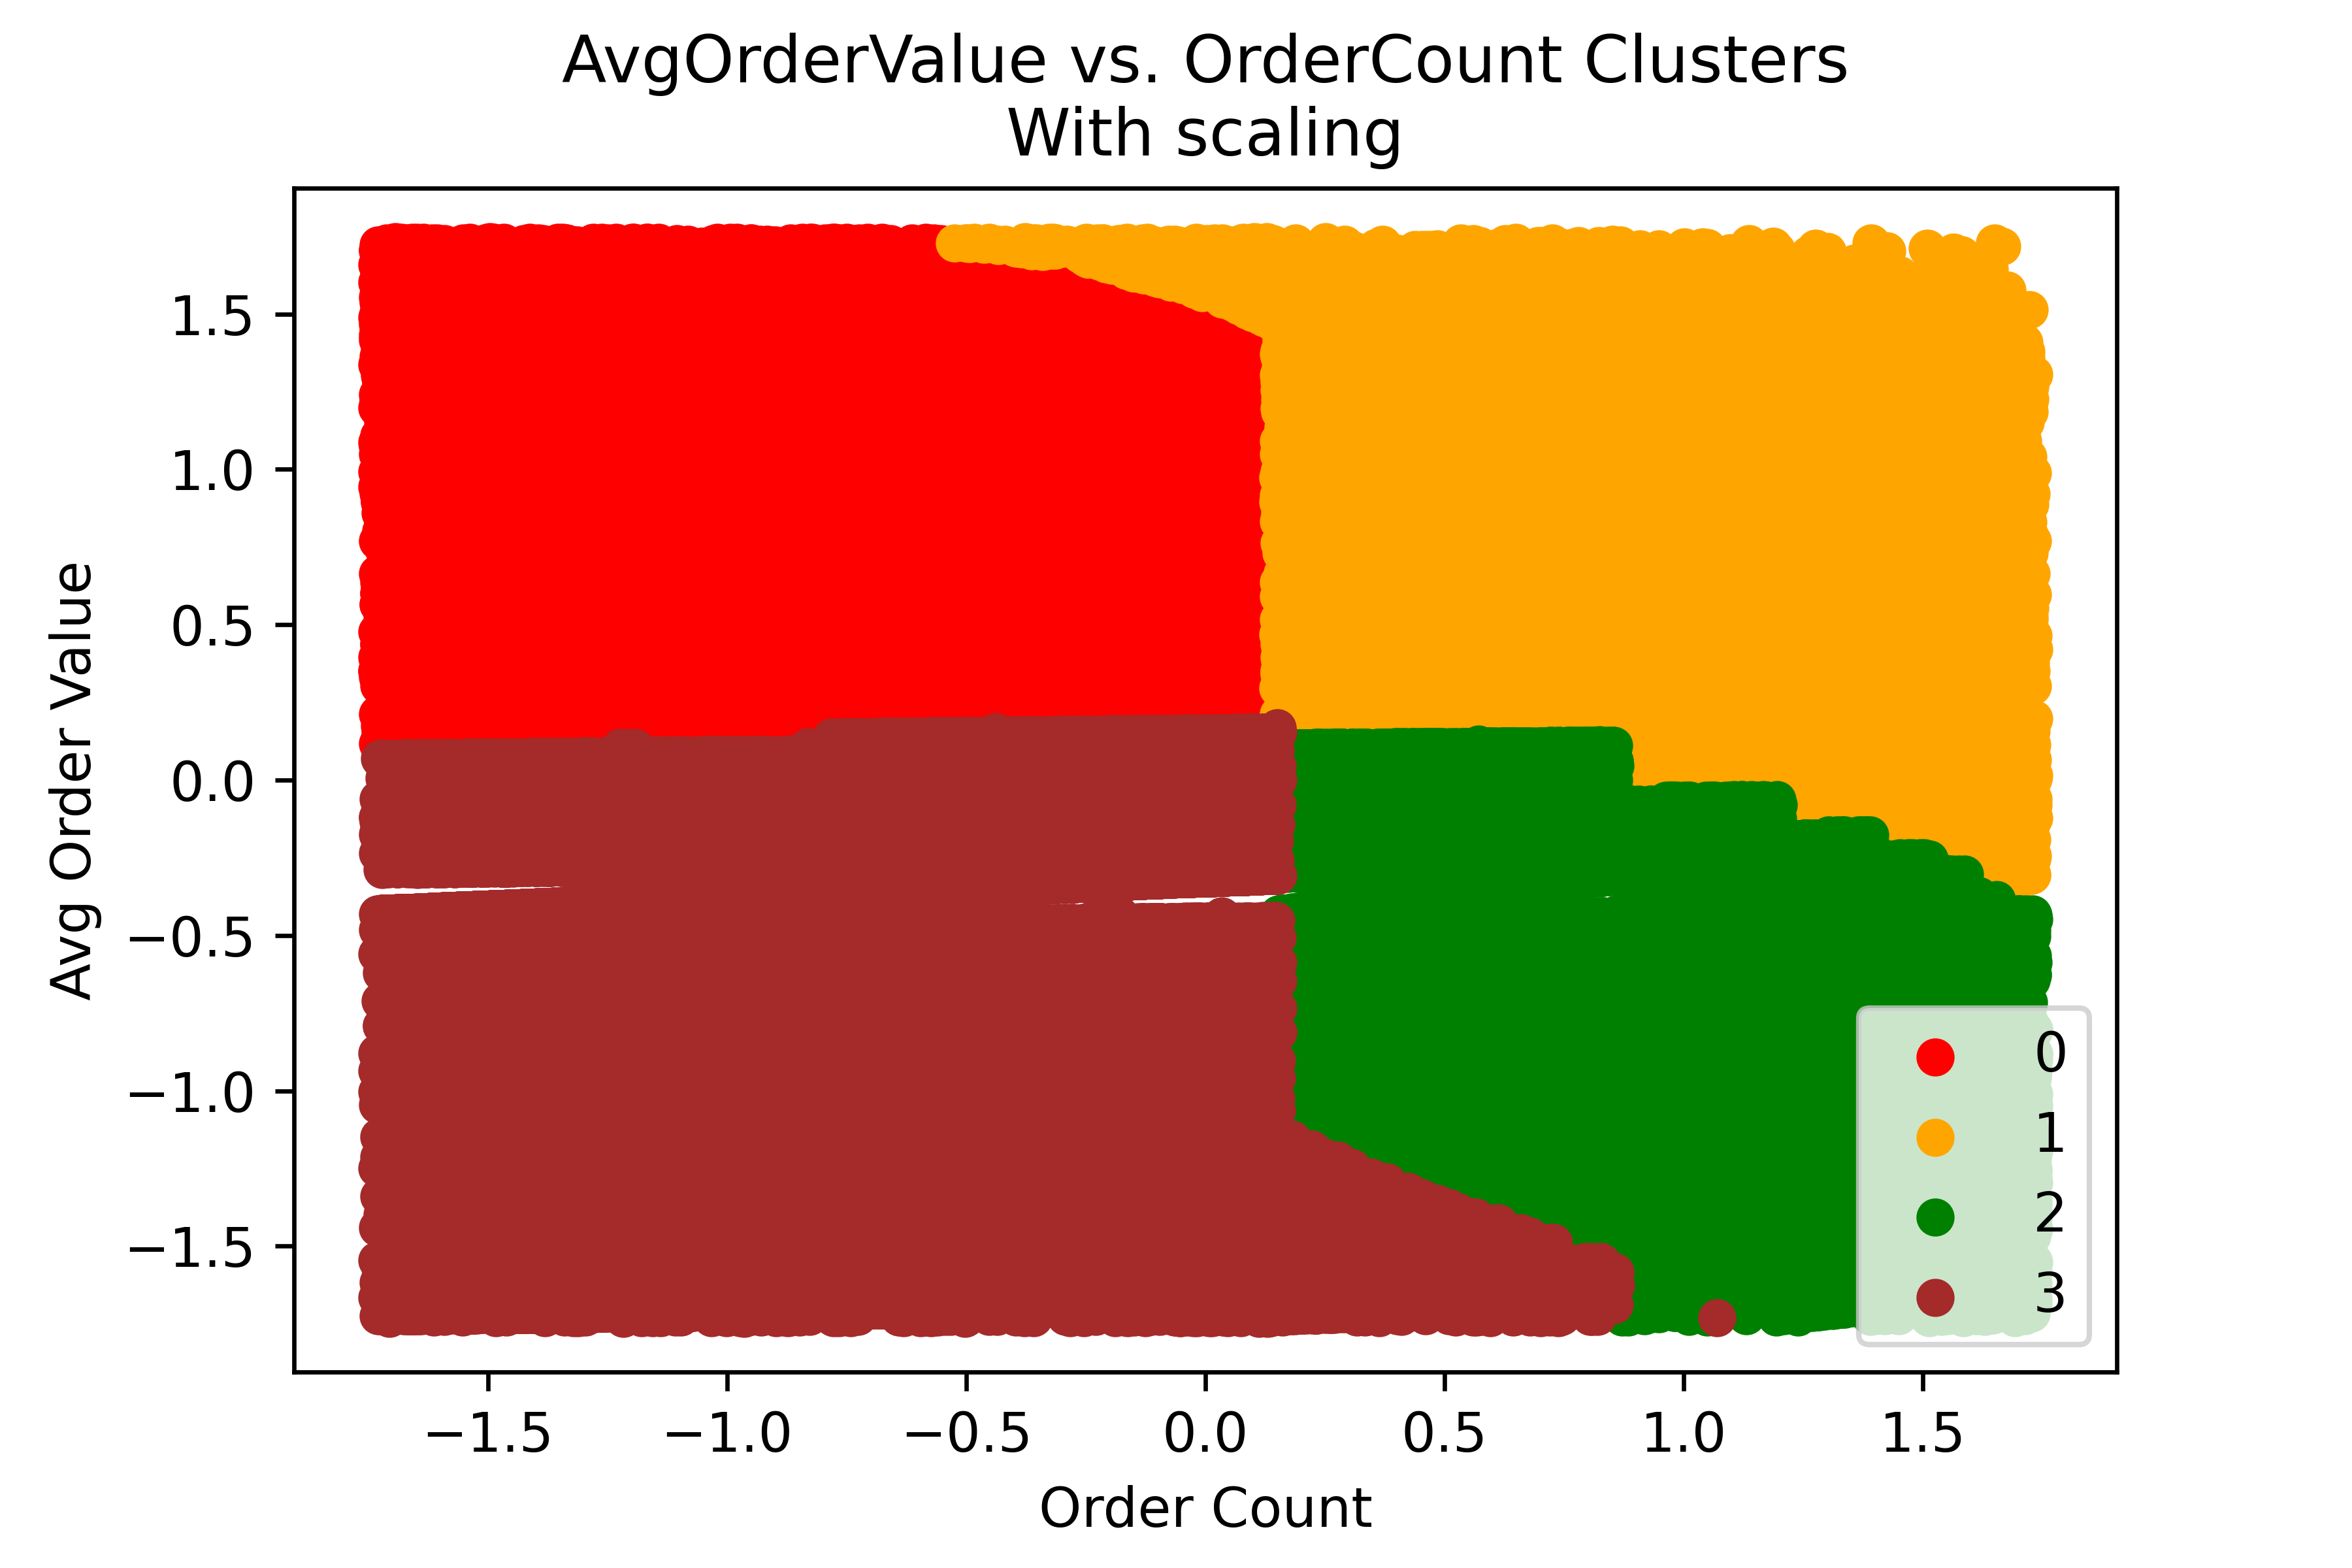 AvgOrderValue vs. OrderCount Clusters
With scaling
Avg Order Value
1.5
1.0
0.5
0.0
−0.5
−1.0
−1.5
0
1
2
3
−1.5 −1.0 −0.5 0.0 0.5 1.0 1.5
Order Count